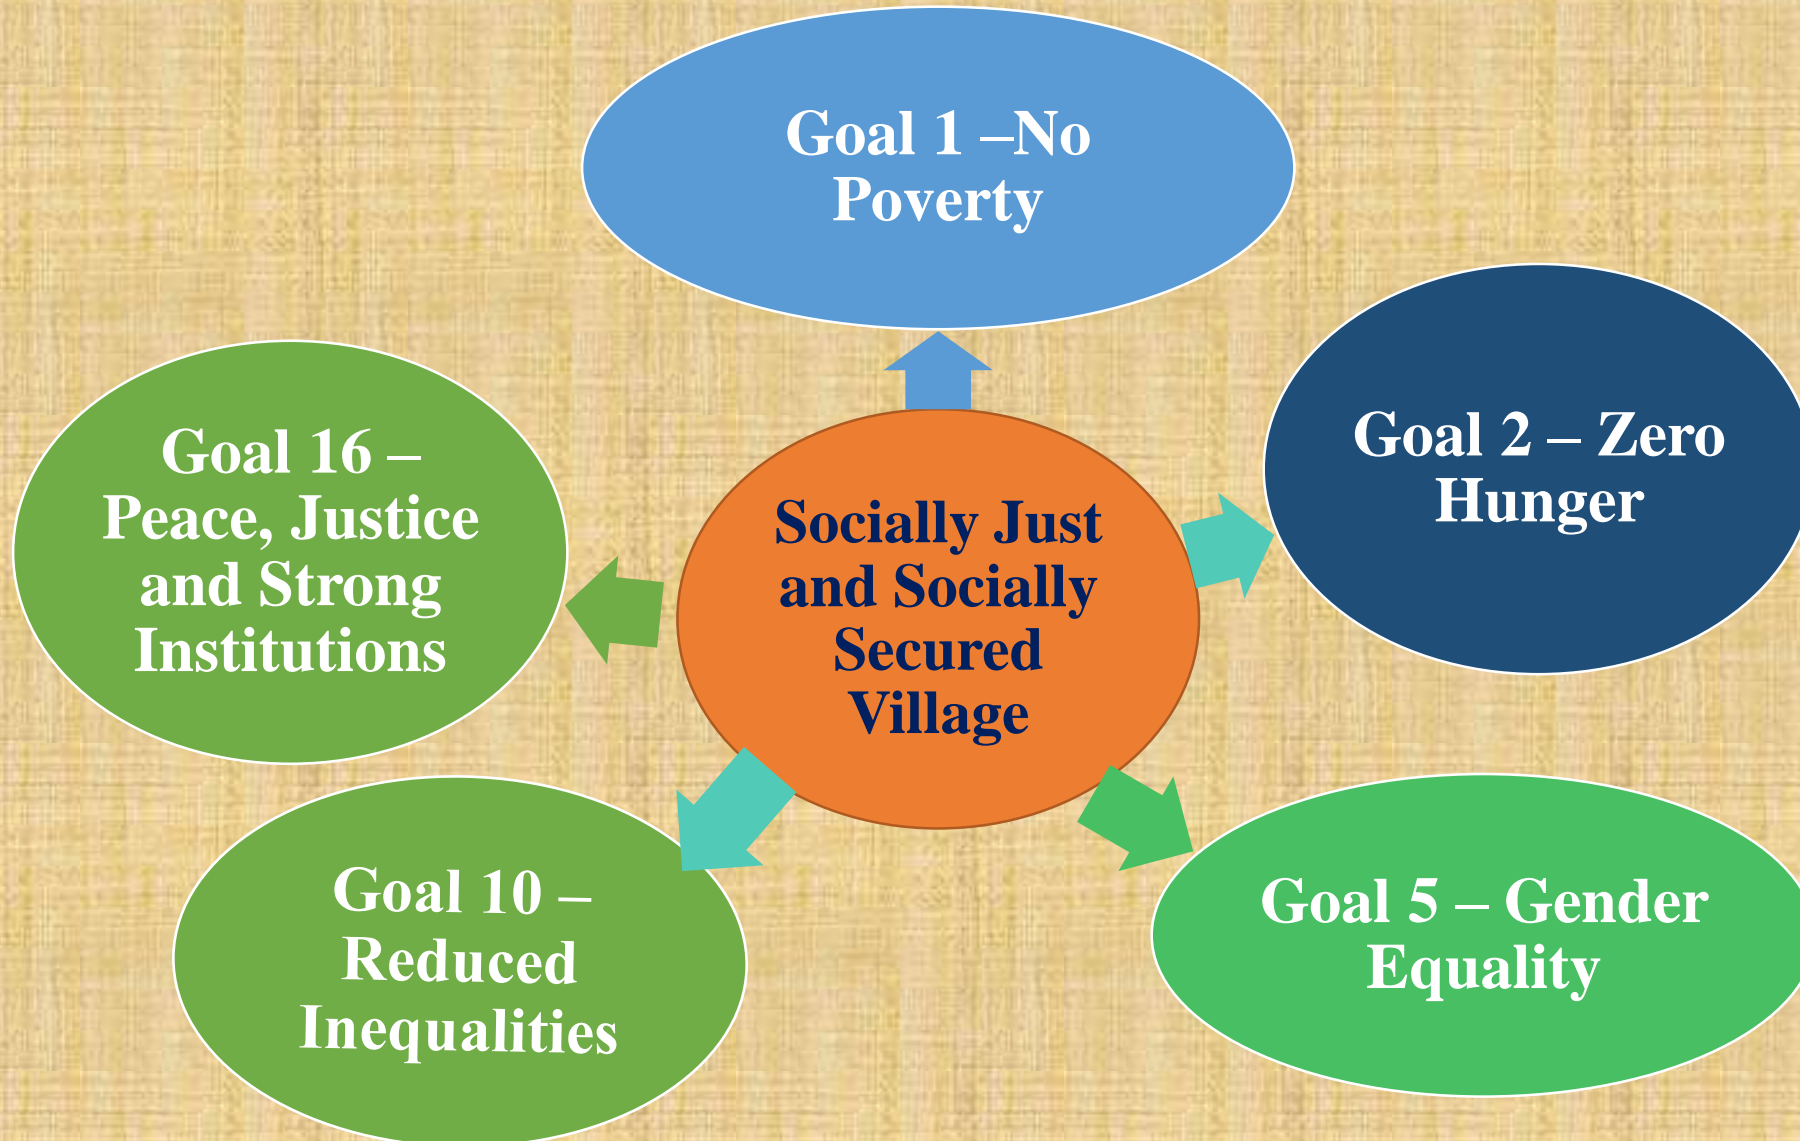 Goal 1 –No
Poverty
Goal 2 – Zero
Hunger
Goal 16 –
Peace, Justice
and Strong
Institutions
Socially Just
and Socially
Secured
Village
Goal 10 –
Reduced
Inequalities
Goal 5 – Gender
Equality